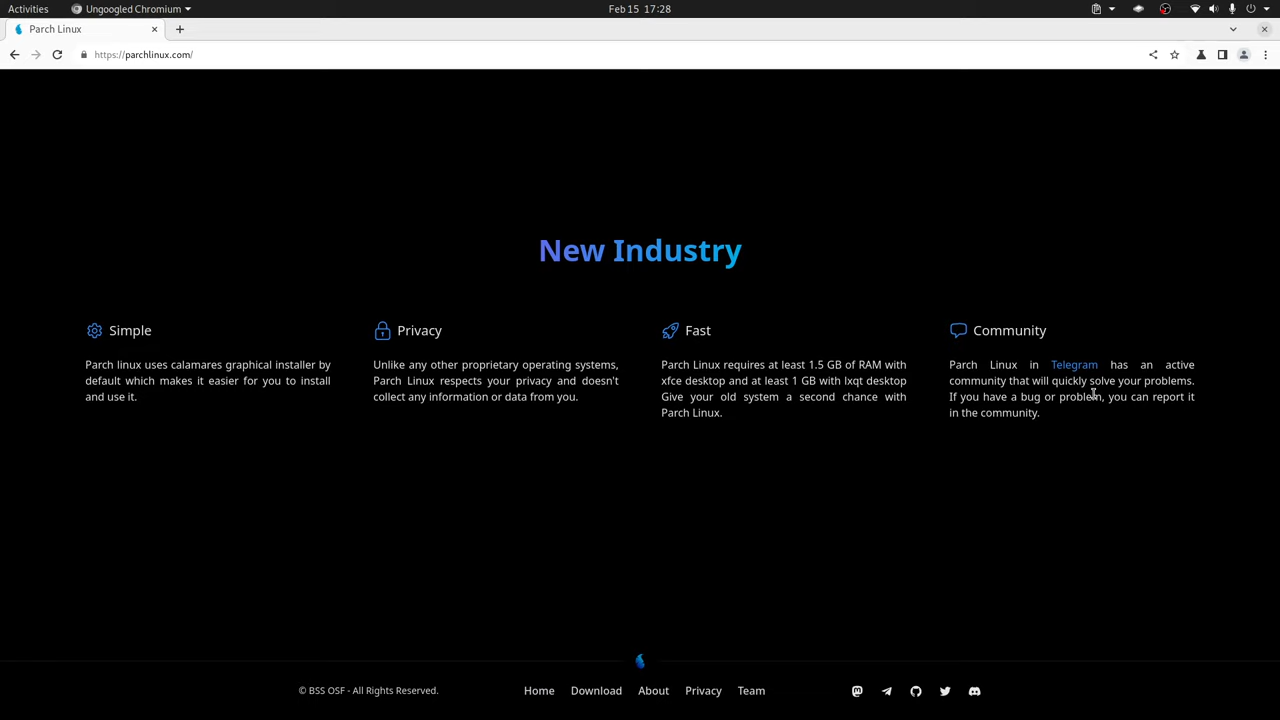 Activities
Ungoogled Chromium
Feb 15 17:28
Parch Linux
https://parchlinux.com/
New Industry
Simple
Parch linux uses calamares graphical installer by
default which makes it easier for you to install
and use it.
Privacy
Unlike any other proprietary operating systems,
Parch Linux respects your privacy and doesn't
collect any information or data from you.
Fast
Parch Linux requires at least 1.5 GB of RAM with
xfce desktop and at least 1 GB with lxqt desktop
Give your old system a second chance with
Parch Linux.
Community
Parch Linux in Telegram has an active
community that will quickly solve your problems.
If you have a bug or problem, you can report it
in the community.
© BSS OSF - All Rights Reserved.
Home
Download
About
Privacy
Team